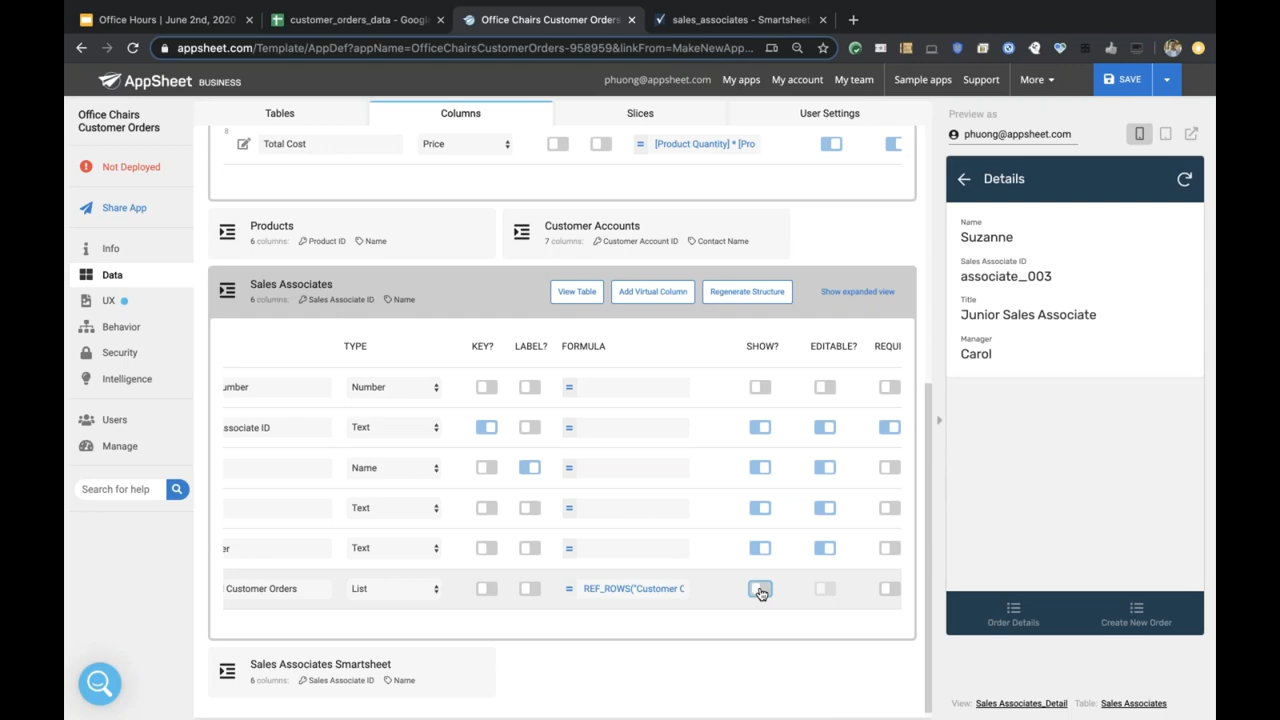 Office Hours | June 2nd, 2020
customer_orders_data - Google
Office Chairs Customer Orders
sales_associates - Smartsheet
appsheet.com/Template/AppDef?appName=OfficeChairsCustomerOrders-958959&linkFrom=MakeNewApp...
AppSheet BUSINESS
phuong@appsheet.com My apps My account My team Sample apps Support More SAVE
Office Chairs Customer Orders
Not Deployed
Share App
Info
Data
UX
Behavior
Security
Intelligence
Users
Manage
Search for help
Tables Columns Slices User Settings
8
Total Cost Price = [Product Quantity] * [Pro
Products
6 columns: Product ID Name
Customer Accounts
7 columns: Customer Account ID Contact Name
Sales Associates
6 columns: Sales Associate ID Name
View Table Add Virtual Column Regenerate Structure Show expanded view
TYPE KEY? LABEL? FORMULA SHOW? EDITABLE? REQUI
umber Number =
ssociate ID Text =
Name =
Text =
er Text =
Customer Orders List = REF_ROWS("Customer O
Sales Associates Smartsheet
6 columns: Sales Associate ID Name
Preview as
phuong@appsheet.com
Details
Name
Suzanne
Sales Associate ID
associate_003
Title
Junior Sales Associate
Manager
Carol
Order Details Create New Order
View: Sales Associates_Detail Table: Sales Associates